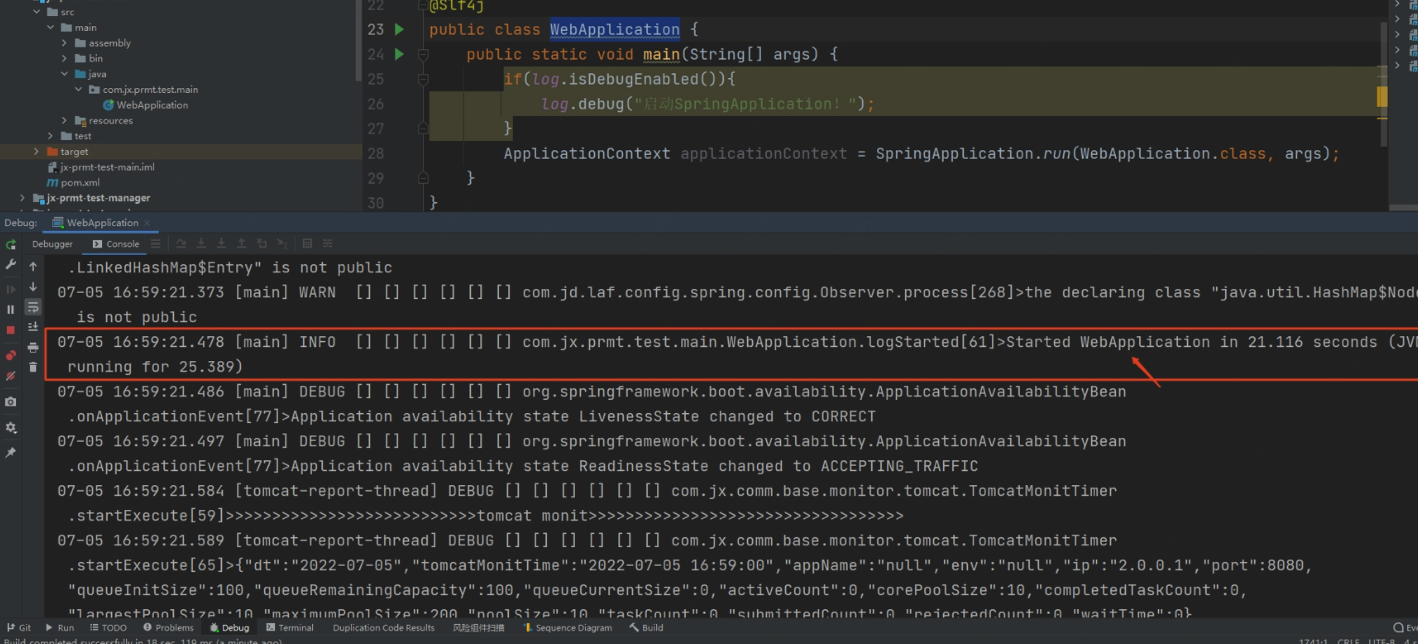 src
main
assembly
bin
java
com.jx.prmt.test.main
WebApplication
resources
test
target
jx-prmt-test-main.iml
pom.xml
jx-prmt-test-manager
22 @Slf4j
23 public class WebApplication {
24 public static void main(String[] args) {
25 if(log.isDebugEnabled()){
26 log.debug("启动SpringApplication！");
27 }
28 ApplicationContext applicationContext = SpringApplication.run(WebApplication.class, args);
29 }
30 }
Debug: WebApplication
Debugger Console
.LinkedHashMap$Entry" is not public
07-05 16:59:21.373 [main] WARN [] [] [] [] [] [] com.jd.laf.config.spring.config.Observer.process[268]>the declaring class "java.util.HashMap$Node
is not public
07-05 16:59:21.478 [main] INFO [] [] [] [] [] [] com.jx.prmt.test.main.WebApplication.logStarted[61]>Started WebApplication in 21.116 seconds (JVM
running for 25.389)
07-05 16:59:21.486 [main] DEBUG [] [] [] [] [] [] org.springframework.boot.availability.ApplicationAvailabilityBean
.onApplicationEvent[77]>Application availability state LivenessState changed to CORRECT
07-05 16:59:21.497 [main] DEBUG [] [] [] [] [] [] org.springframework.boot.availability.ApplicationAvailabilityBean
.onApplicationEvent[77]>Application availability state ReadinessState changed to ACCEPTING_TRAFFIC
07-05 16:59:21.584 [tomcat-report-thread] DEBUG [] [] [] [] [] [] com.jx.comm.base.monitor.tomcat.TomcatMonitTimer
.startExecute[59]>>>>>>>>>>>>>>>>>>>>>>>>>>>>tomcat monit>>>>>>>>>>>>>>>>>>>>>>>>>>>>>>>>>>
07-05 16:59:21.589 [tomcat-report-thread] DEBUG [] [] [] [] [] [] com.jx.comm.base.monitor.tomcat.TomcatMonitTimer
.startExecute[65]>{"dt":"2022-07-05","tomcatMonitTime":"2022-07-05 16:59:00","appName":"null","env":"null","ip":"2.0.0.1","port":8080,
"queueInitSize":100,"queueRemainingCapacity":100,"queueCurrentSize":0,"activeCount":0,"corePoolSize":10,"completedTaskCount":0,
"largestPoolSize":10,"maximumPoolSize":200,"poolSize":10,"taskCount":0,"submittedCount":0,"rejectedCount":0,"waitTime":0}
Git Run TODO Problems Debug Terminal Duplication Code Results 风险组件扫描 Sequence Diagram Build Eve
Build completed successfully in 18 sec, 119 ms (a minute ago) 1741:1 CRLF UTF-8